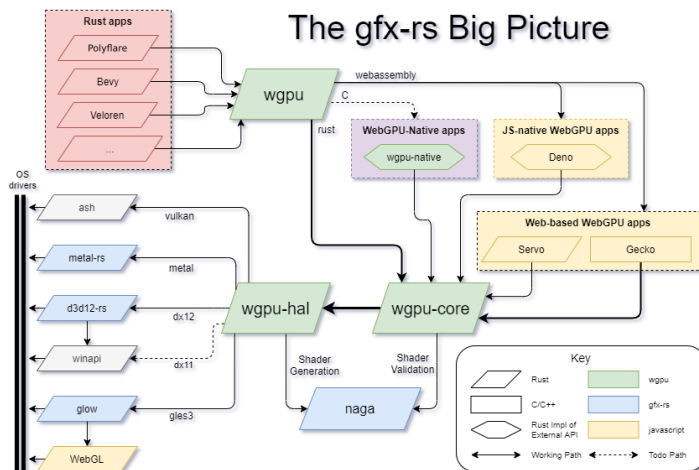 The gfx-rs Big Picture
Rust apps
Polyflare
Bevy
Veloren
...
wgpu
webassembly
C
rust
WebGPU-Native apps
wgpu-native
JS-native WebGPU apps
Deno
Web-based WebGPU apps
Servo
Gecko
OS
drivers
ash
vulkan
metal-rs
metal
d3d12-rs
dx12
winapi
dx11
glow
gles3
WebGL
wgpu-hal
wgpu-core
Shader
Generation
Shader
Validation
naga
Key
Rust
wgpu
C/C++
gfx-rs
Rust Impl of
External API
javascript
Working Path
Todo Path